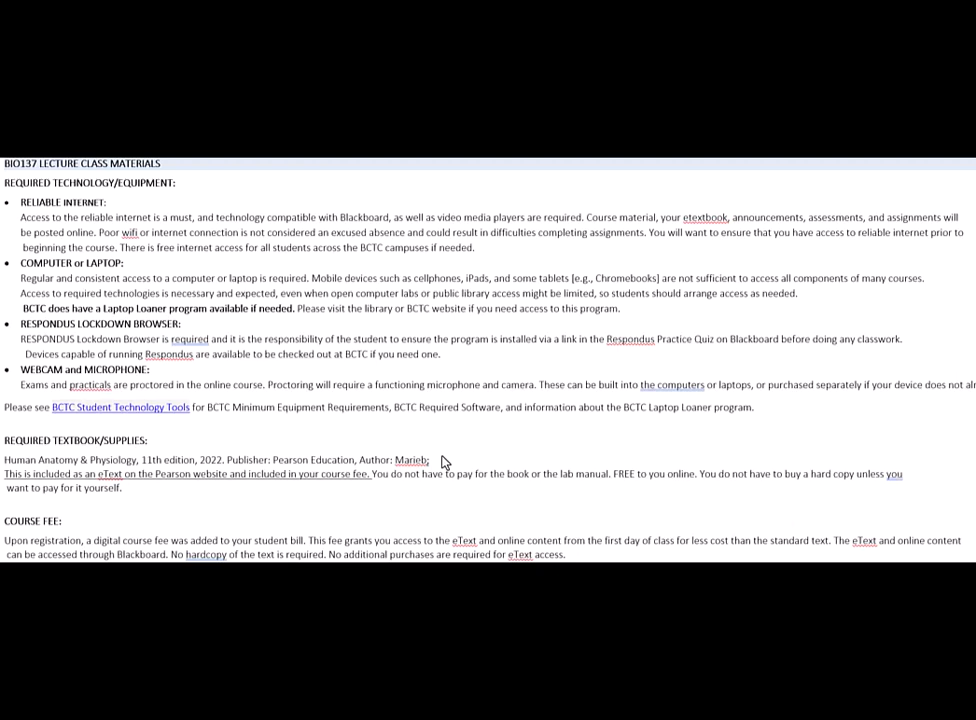 BIO137 LECTURE CLASS MATERIALS
REQUIRED TECHNOLOGY/EQUIPMENT:
• RELIABLE INTERNET:
Access to the reliable internet is a must, and technology compatible with Blackboard, as well as video media players are required. Course material, your etextbook, announcements, assessments, and assignments will
be posted online. Poor wifi or internet connection is not considered an excused absence and could result in difficulties completing assignments. You will want to ensure that you have access to reliable internet prior to
beginning the course. There is free internet access for all students across the BCTC campuses if needed.
• COMPUTER or LAPTOP:
Regular and consistent access to a computer or laptop is required. Mobile devices such as cellphones, iPads, and some tablets [e.g., Chromebooks] are not sufficient to access all components of many courses.
Access to required technologies is necessary and expected, even when open computer labs or public library access might be limited, so students should arrange access as needed.
BCTC does have a Laptop Loaner program available if needed. Please visit the library or BCTC website if you need access to this program.
• RESPONDUS LOCKDOWN BROWSER:
RESPONDUS Lockdown Browser is required and it is the responsibility of the student to ensure the program is installed via a link in the Respondus Practice Quiz on Blackboard before doing any classwork.
Devices capable of running Respondus are available to be checked out at BCTC if you need one.
• WEBCAM and MICROPHONE:
Exams and practicals are proctored in the online course. Proctoring will require a functioning microphone and camera. These can be built into the computers or laptops, or purchased separately if your device does not
Please see BCTC Student Technology Tools for BCTC Minimum Equipment Requirements, BCTC Required Software, and information about the BCTC Laptop Loaner program.
REQUIRED TEXTBOOK/SUPPLIES:
Human Anatomy & Physiology, 11th edition, 2022. Publisher: Pearson Education, Author: Marieb;
This is included as an eText on the Pearson website and included in your course fee. You do not have to pay for the book or the lab manual. FREE to you online. You do not have to buy a hard copy unless you
want to pay for it yourself.
COURSE FEE:
Upon registration, a digital course fee was added to your student bill. This fee grants you access to the eText and online content from the first day of class for less cost than the standard text. The eText and online content
can be accessed through Blackboard. No hardcopy of the text is required. No additional purchases are required for eText access.